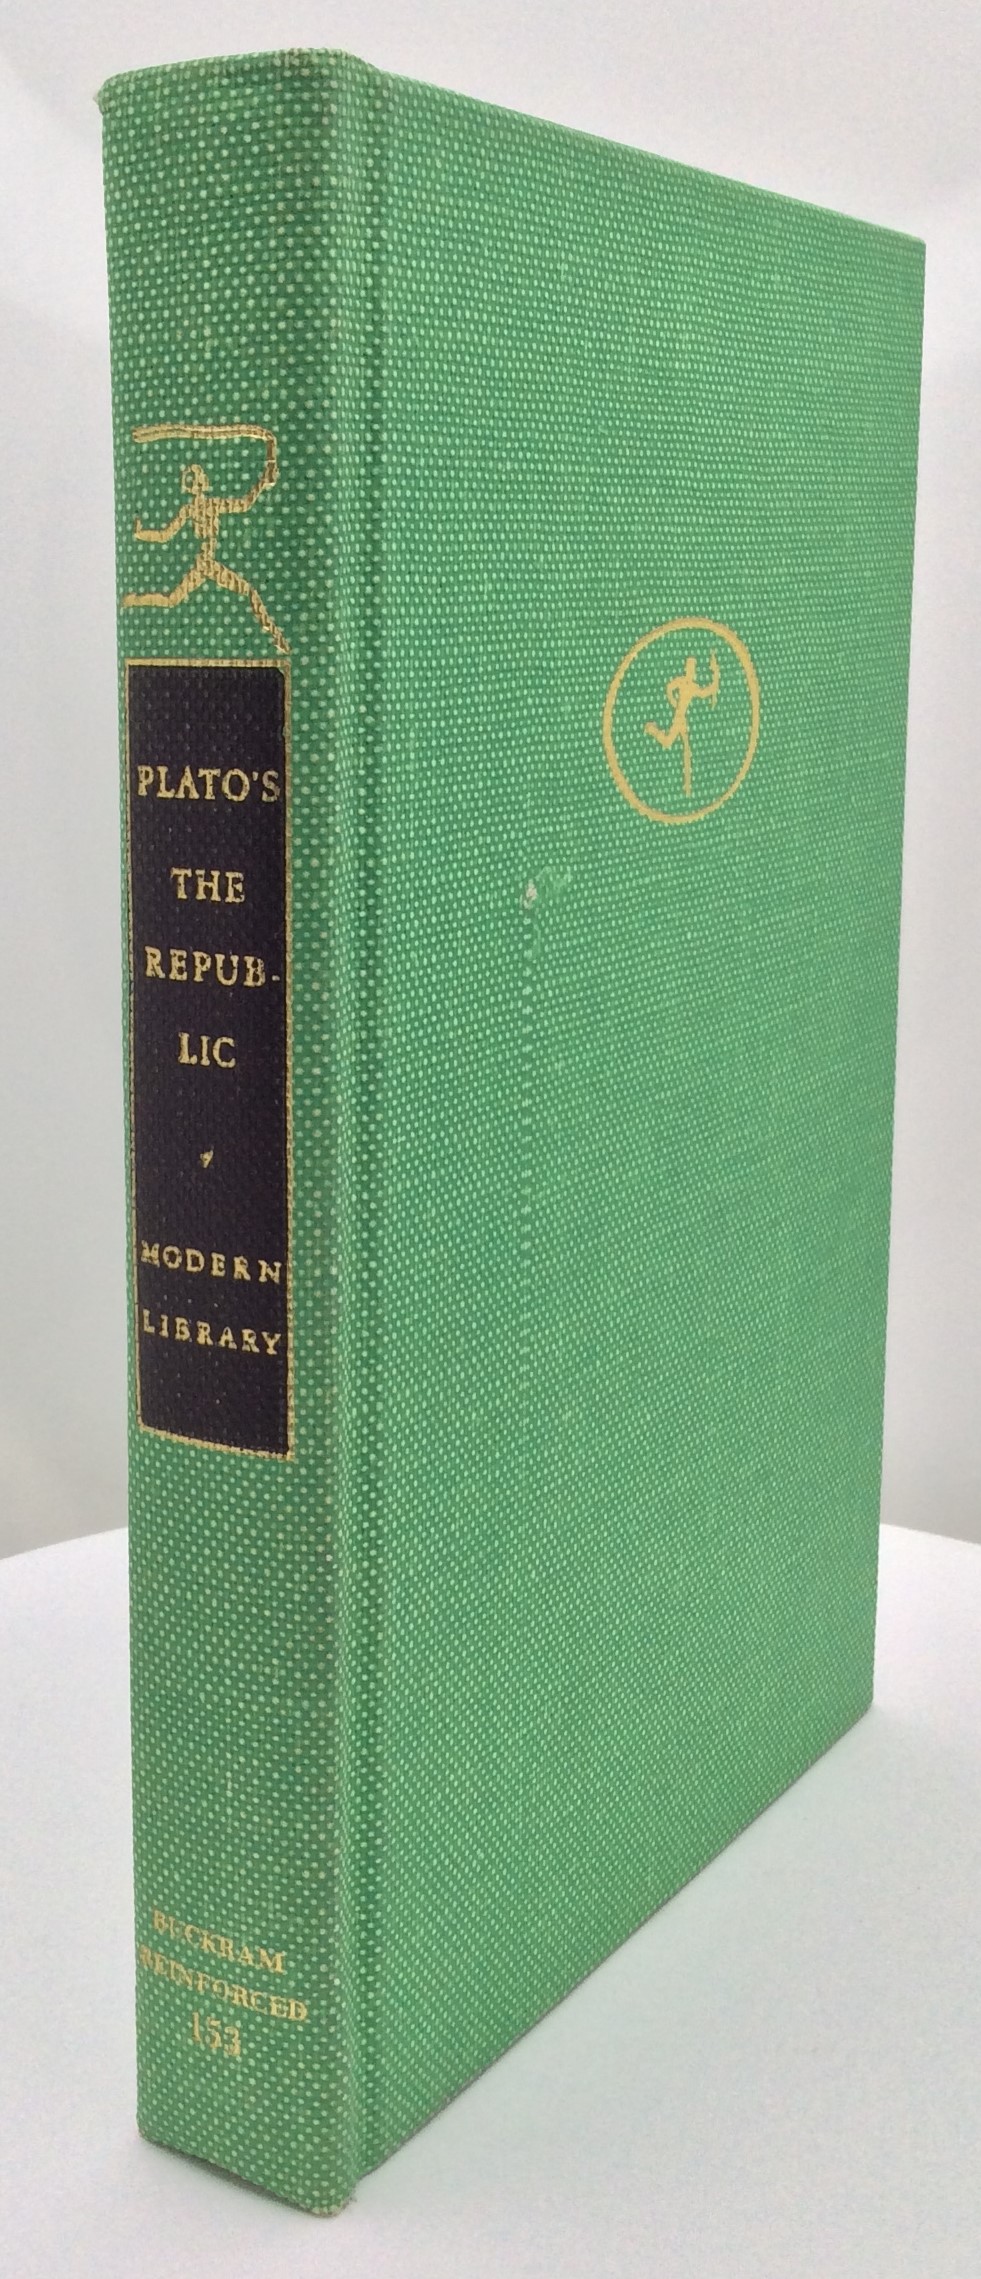 PLATO'S
THE
REPUB-
LIC
MODERN
LIBRARY
BUCKRAM
REINFORCED
153